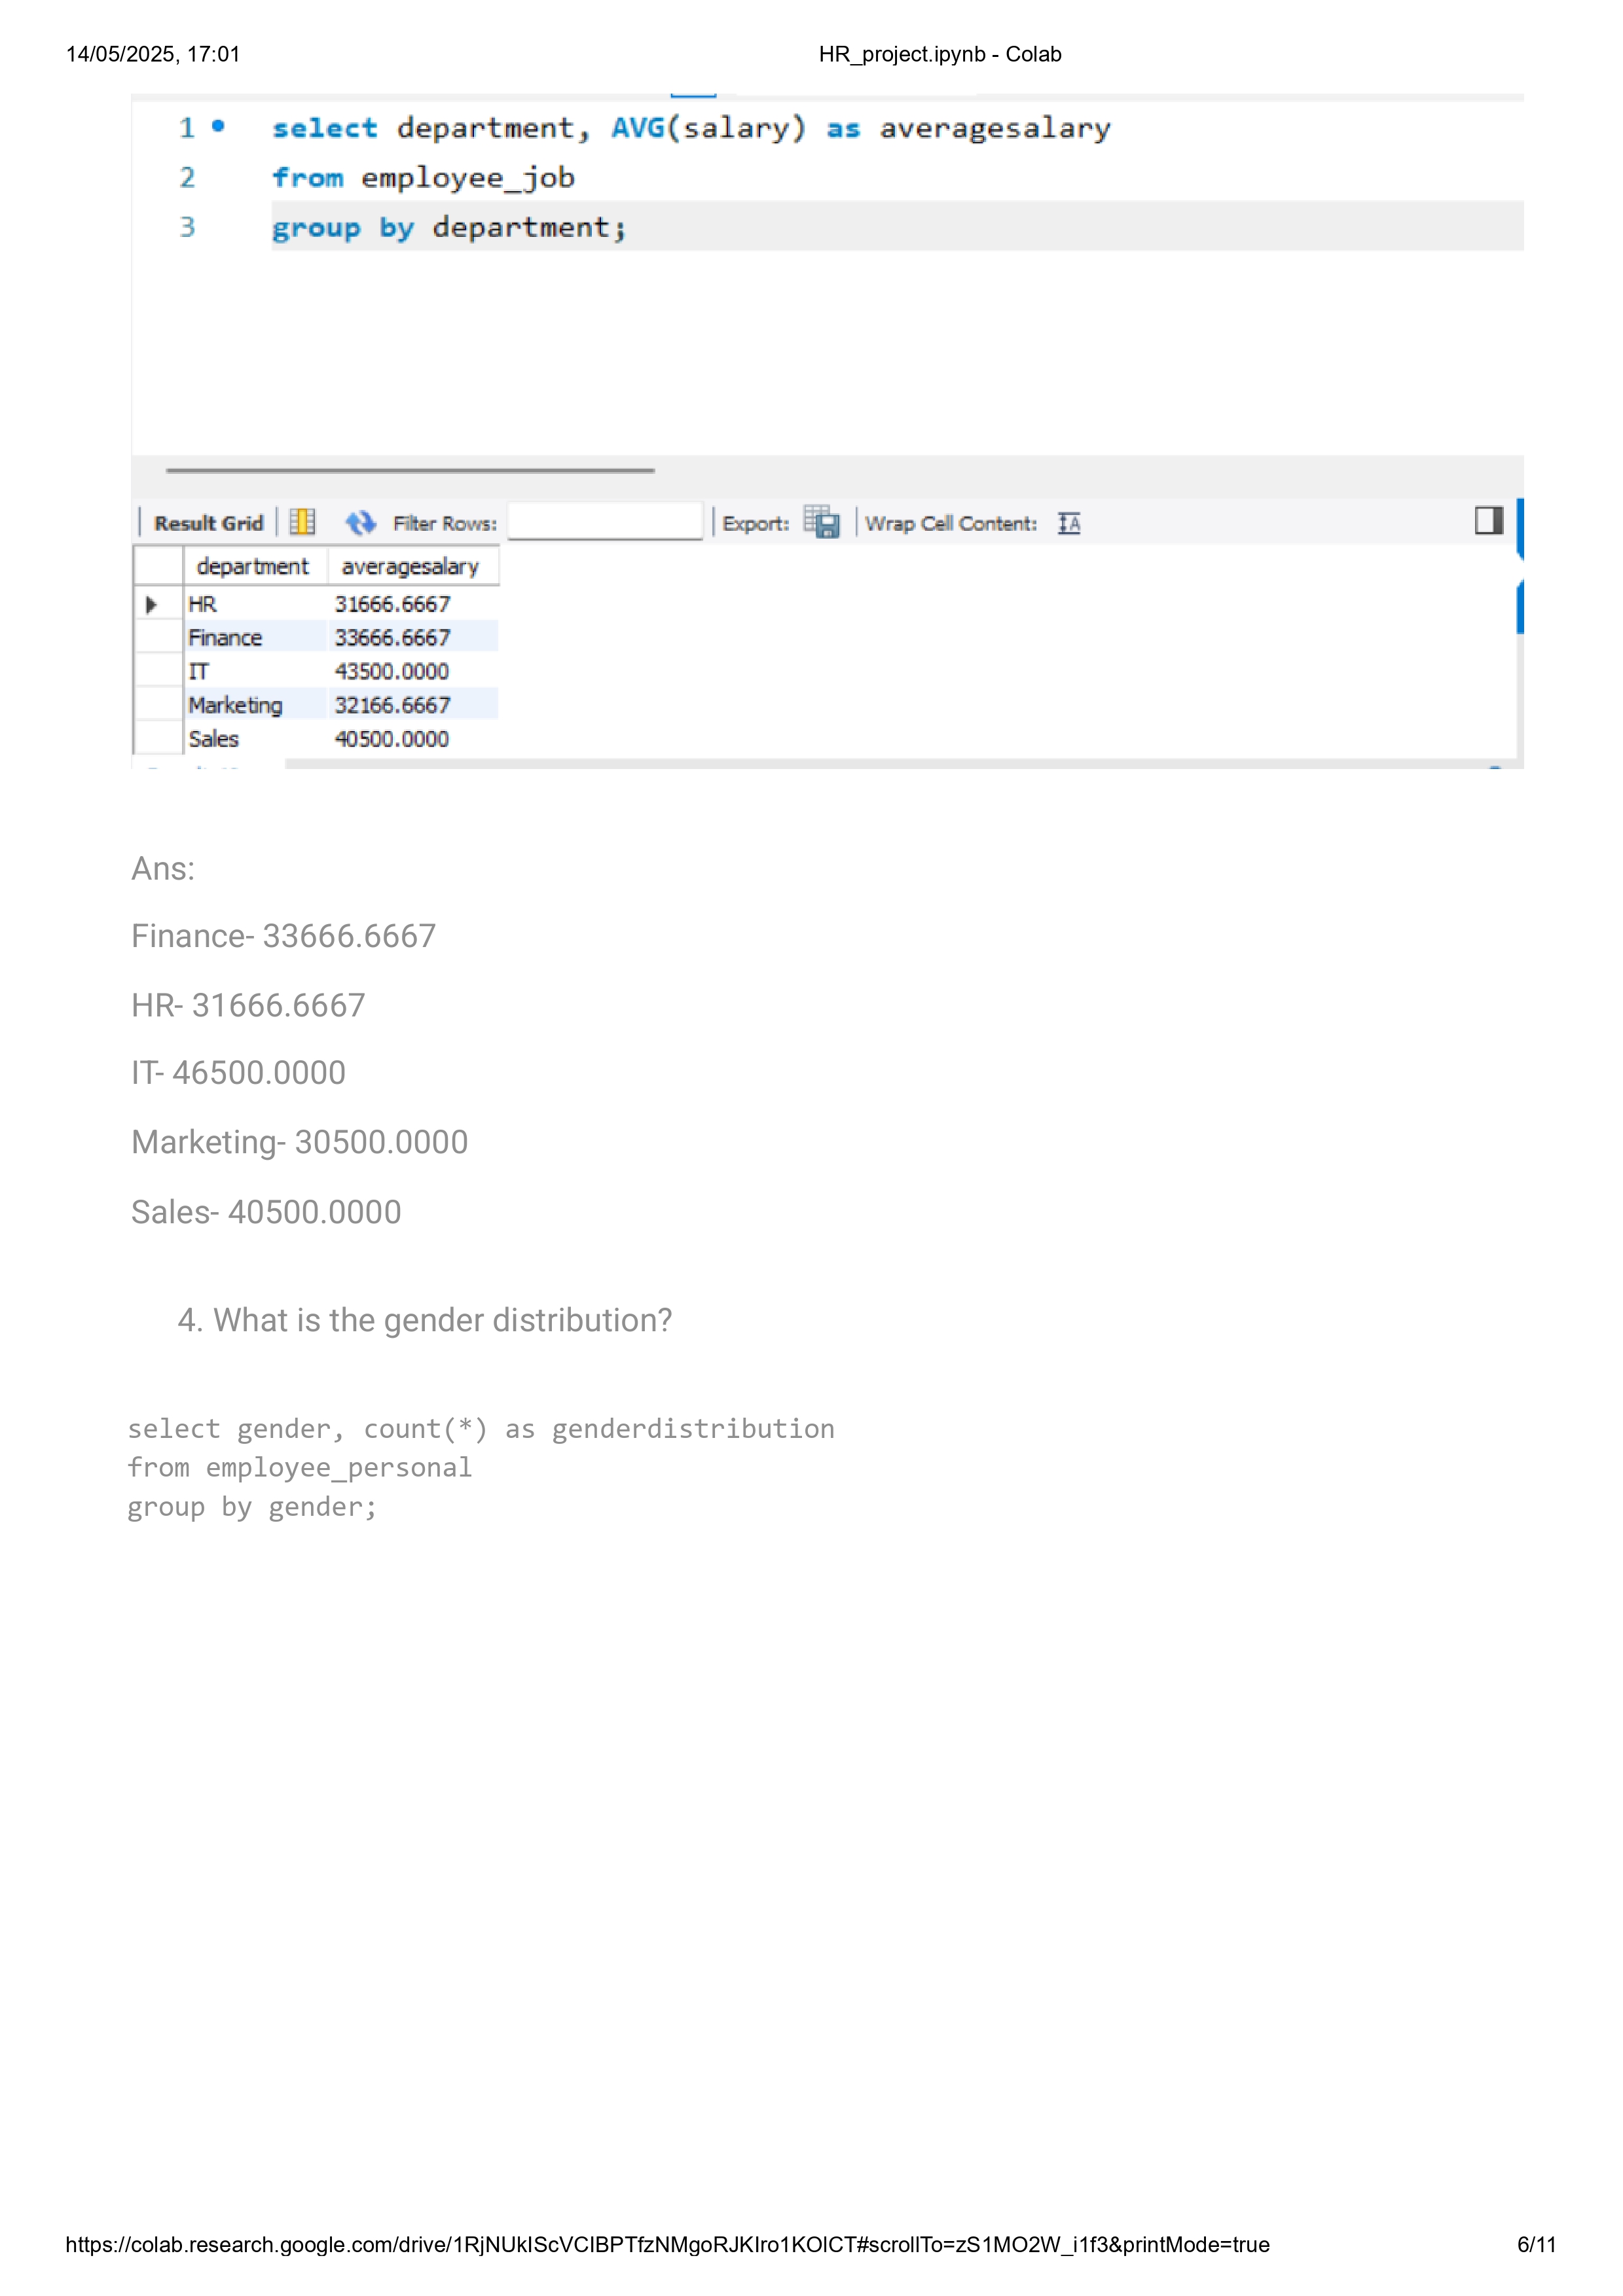 14/05/2025, 17:01 HR_project.ipynb - Colab
1 select department, AVG(salary) as averagesalary
2 from employee_job
3 group by department;
Result Grid Filter Rows: Export: Wrap Cell Content:
department averagesalary
HR 31666.6667
Finance 33666.6667
IT 43500.0000
Marketing 32166.6667
Sales 40500.0000
Ans:
Finance- 33666.6667
HR- 31666.6667
IT- 46500.0000
Marketing- 30500.0000
Sales- 40500.0000
4. What is the gender distribution?
select gender, count(*) as genderdistribution
from employee_personal
group by gender;
https://colab.research.google.com/drive/1RjNUkIScVCIBPTfzNMgoRJKIro1KOICT#scrollTo=zS1MO2W_i1f3&printMode=true 6/11